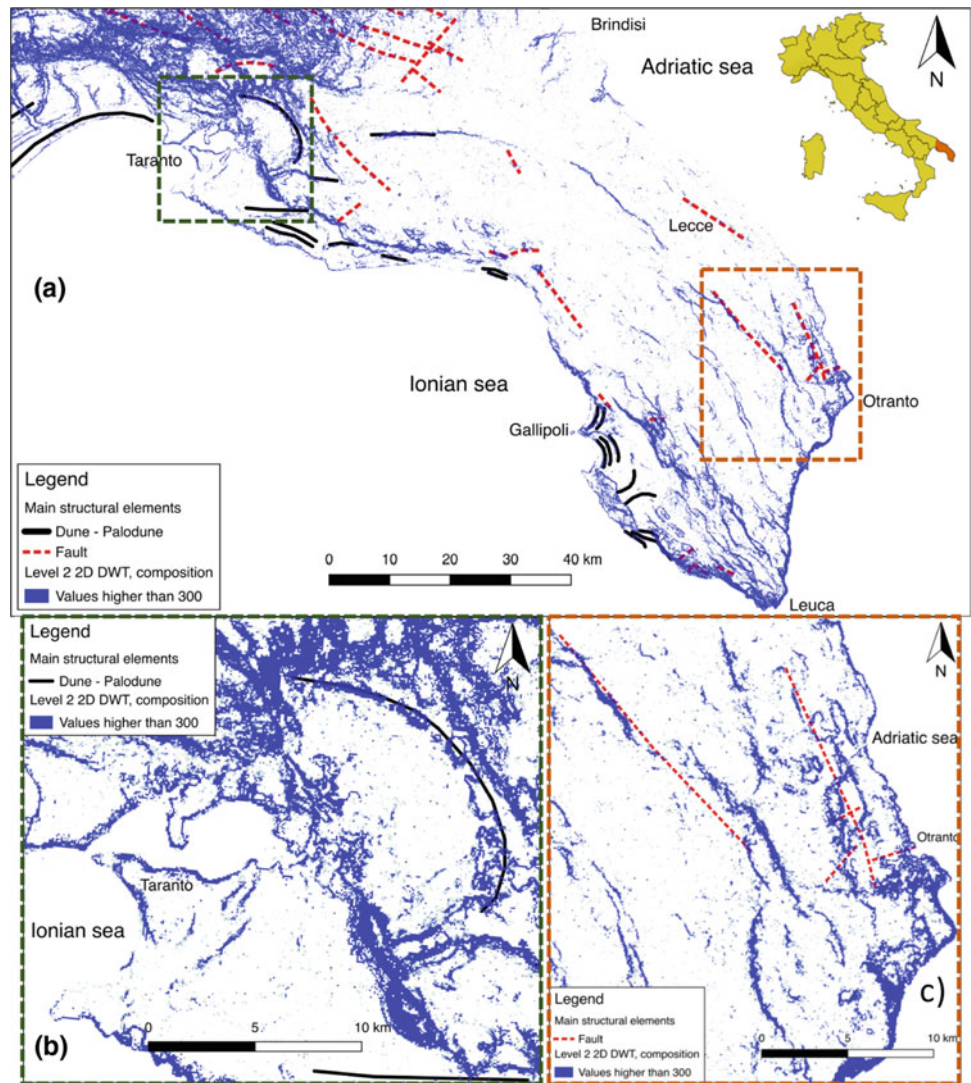 Brindisi
Adriatic sea
N
Taranto
Lecce
(a)
Ionian sea
Otranto
Gallipoli
Legend
Main structural elements
Dune - Palodune
Fault
Level 2 2D DWT, composition
Values higher than 300
0 10 20 30 40 km
Leuca
Legend
Main structural elements
Dune - Palodune
Level 2 2D DWT, composition
Values higher than 300
N
Taranto
Ionian sea
0 5 10 km
(b)
N
Adriatic sea
Otranto
c)
Legend
Main structural elements
Fault
Level 2 2D DWT, composition
Values higher than 300
0 5 10 km